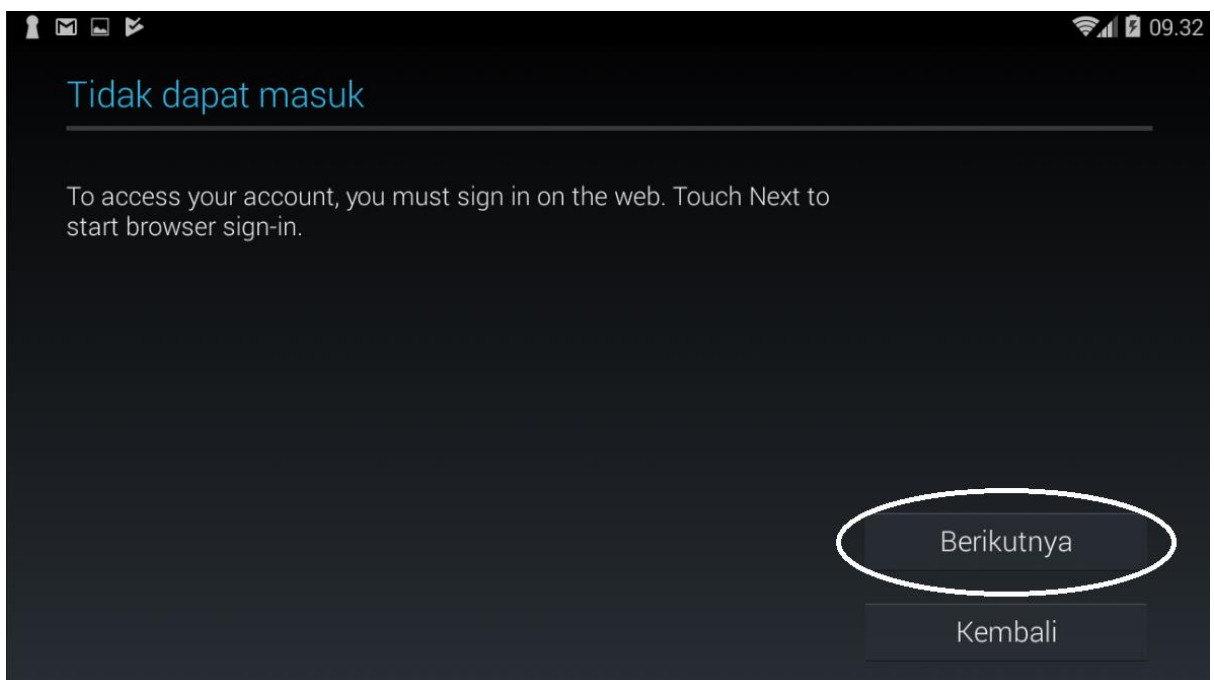 09.32
Tidak dapat masuk
To access your account, you must sign in on the web. Touch Next to
start browser sign-in.
Berikutnya
Kembali